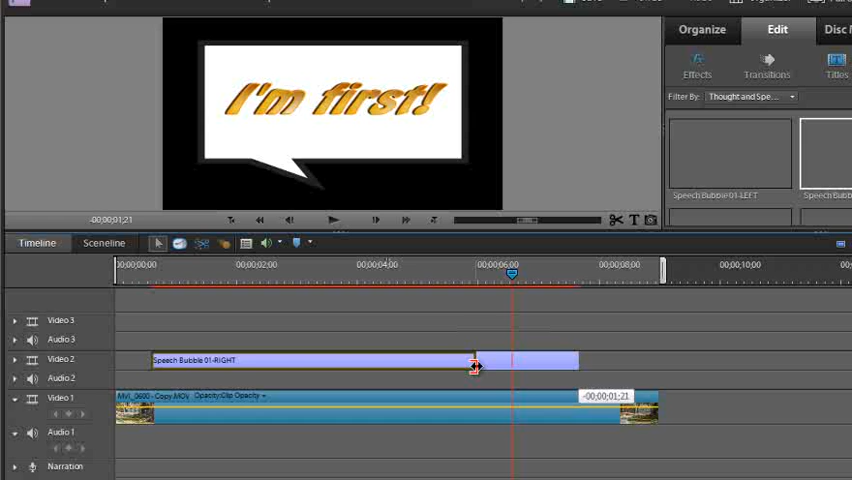 Organize
Edit
Disc
I'm first!
Effects
Transitions
Titles
Filter By:
Thought and Spe...
Speech Bubble 01-LEFT
Speech Bubble
-00;00;01;21
T
Timeline
Sceneline
00;00;00;00
00;00;02;00
00;00;04;00
00;00;06;00
00;00;08;00
00;00;10;00
Video 3
Audio 3
Video 2
Speech Bubble 01-RIGHT
Audio 2
Video 1
MVI_0600 - Copy.MOV Opacity:Clip Opacity
-00;00;01;21
Audio 1
Narration